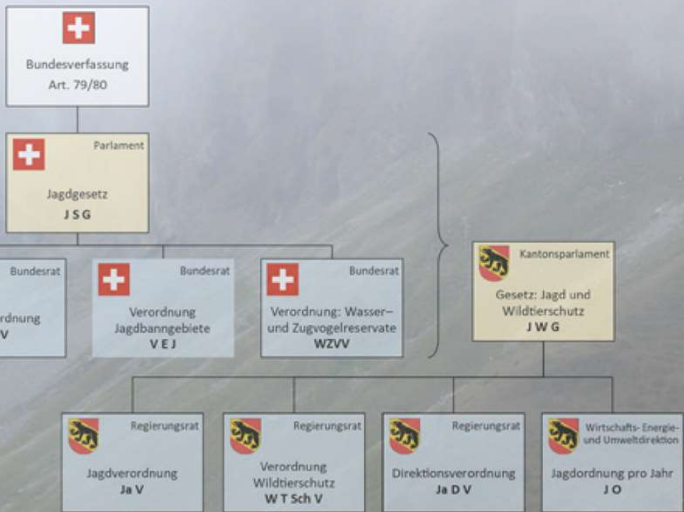 Bundesverfassung
Art. 79/80
Parlament
Jagdgesetz
J S G
Bundesrat
rdnung
V
Bundesrat
Verordnung
Jagdbanngebiete
V E J
Bundesrat
Verordnung: Wasser–
und Zugvogelreservate
WZVV
Kantonsparlament
Gesetz: Jagd und
Wildtierschutz
J W G
Regierungsrat
Jagdverordnung
Ja V
Regierungsrat
Verordnung
Wildtierschutz
W T Sch V
Regierungsrat
Direktionsverordnung
Ja D V
Wirtschafts- Energie-
und Umweltdirektion
Jagdordnung pro Jahr
J O